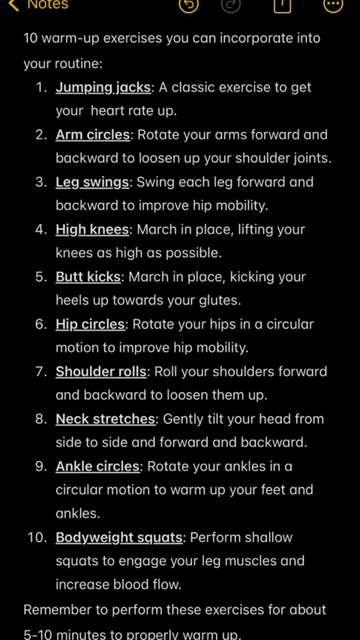 Notes
10 warm-up exercises you can incorporate into
your routine:
1. Jumping jacks: A classic exercise to get
your heart rate up.
2. Arm circles: Rotate your arms forward and
backward to loosen up your shoulder joints.
3. Leg swings: Swing each leg forward and
backward to improve hip mobility.
4. High knees: March in place, lifting your
knees as high as possible.
5. Butt kicks: March in place, kicking your
heels up towards your glutes.
6. Hip circles: Rotate your hips in a circular
motion to improve hip mobility.
7. Shoulder rolls: Roll your shoulders forward
and backward to loosen them up.
8. Neck stretches: Gently tilt your head from
side to side and forward and backward.
9. Ankle circles: Rotate your ankles in a
circular motion to warm up your feet and
ankles.
10. Bodyweight squats: Perform shallow
squats to engage your leg muscles and
increase blood flow.
Remember to perform these exercises for about
5-10 minutes to properly warm up.